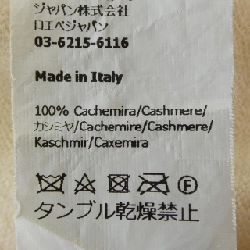 ジャパン株式会社
ロエベジャパン
03-6215-6116
Made in Italy
100% Cachemira/Cashmere/
カシミヤ/Cachemire/Cashmere/
Kaschmir/Caxemira
F
タンブル乾燥禁止